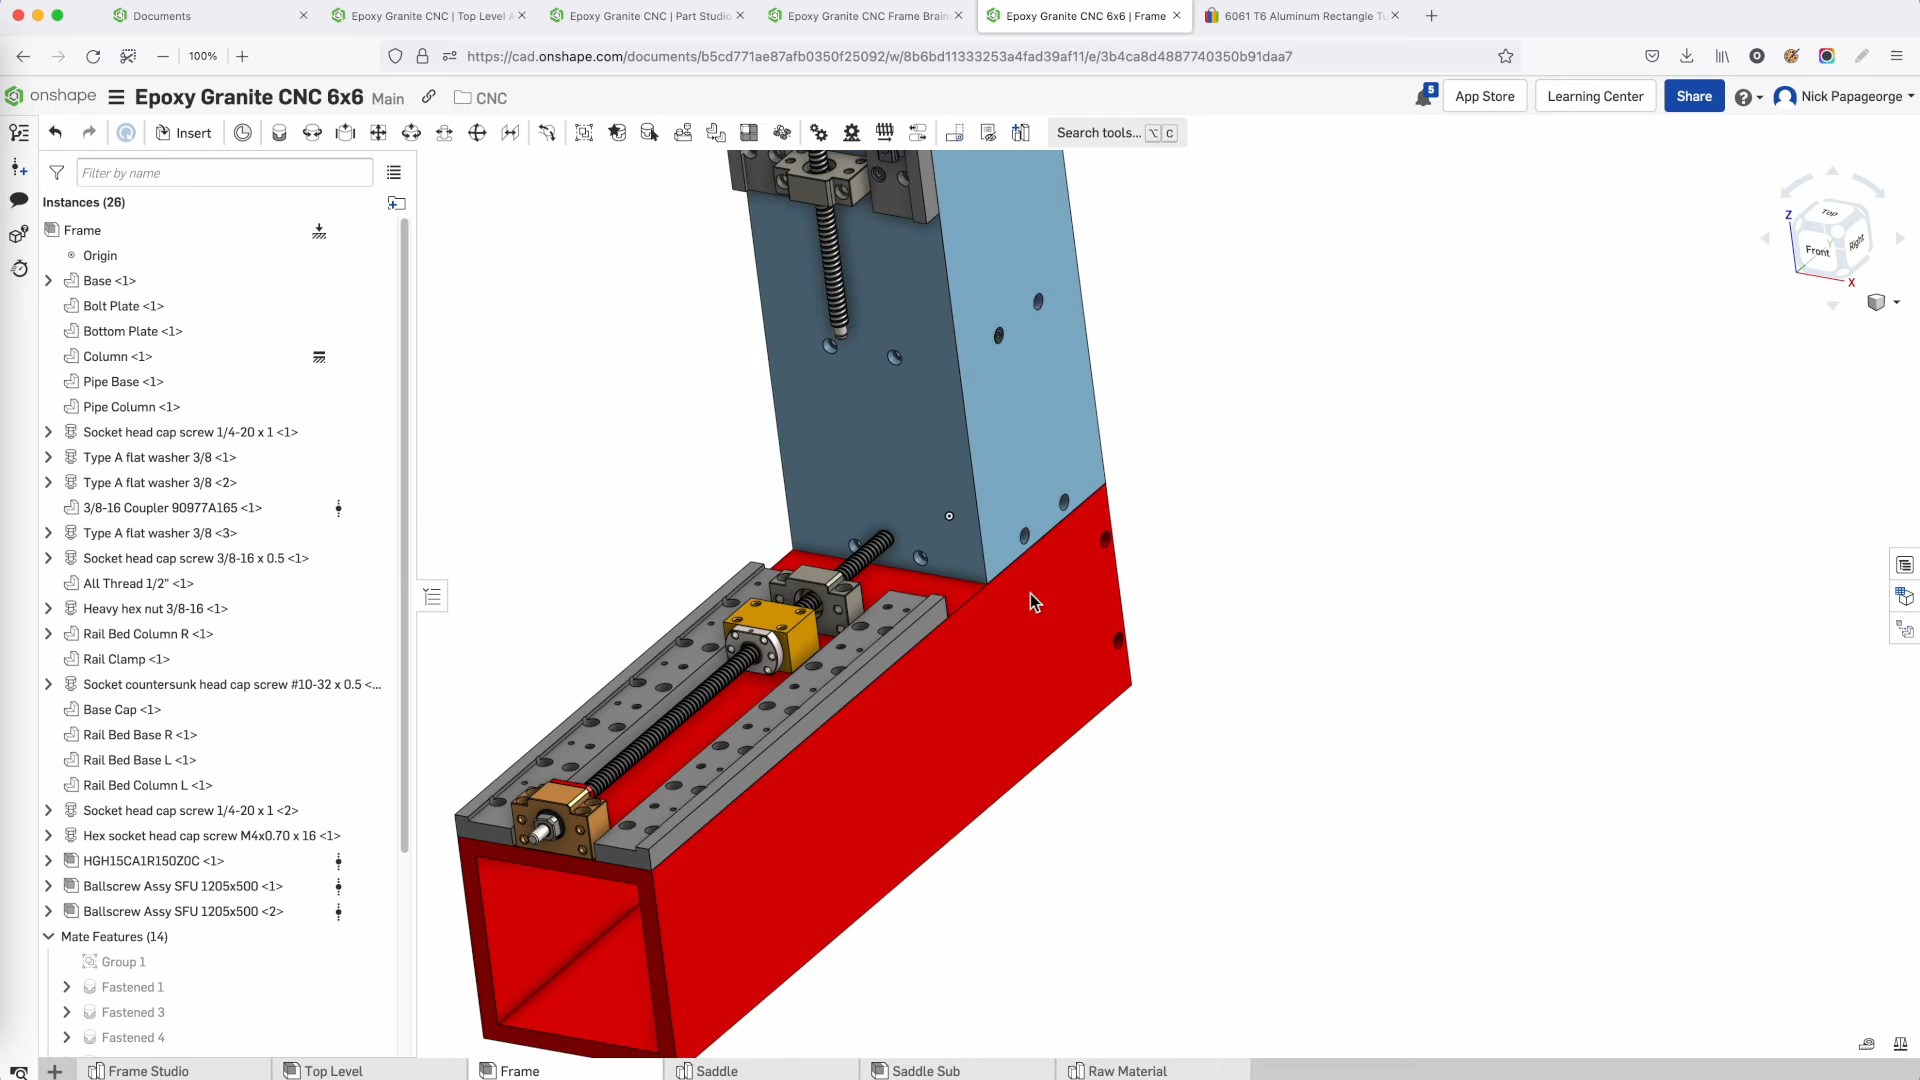 Documents
Epoxy Granite CNC | Top Level A
Epoxy Granite CNC | Part Studio
Epoxy Granite CNC Frame Brain
Epoxy Granite CNC 6x6 | Frame
6061 T6 Aluminum Rectangle Tu
100%
https://cad.onshape.com/documents/b5cd771ae87afb0350f25092/w/8b6bd11333253a4fad39af11/e/3b4ca8d4887740350b91daa7
onshape
Epoxy Granite CNC 6x6
Main
CNC
5
App Store
Learning Center
Share
Nick Papageorge
Insert
Search tools...
C
Filter by name
Instances (26)
Frame
Origin
Base <1>
Bolt Plate <1>
Bottom Plate <1>
Column <1>
Pipe Base <1>
Pipe Column <1>
Socket head cap screw 1/4-20 x 1 <1>
Type A flat washer 3/8 <1>
Type A flat washer 3/8 <2>
3/8-16 Coupler 90977A165 <1>
Type A flat washer 3/8 <3>
Socket head cap screw 3/8-16 x 0.5 <1>
All Thread 1/2" <1>
Heavy hex nut 3/8-16 <1>
Rail Bed Column R <1>
Rail Clamp <1>
Socket countersunk head cap screw #10-32 x 0.5 <...
Base Cap <1>
Rail Bed Base R <1>
Rail Bed Base L <1>
Rail Bed Column L <1>
Socket head cap screw 1/4-20 x 1 <2>
Hex socket head cap screw M4x0.70 x 16 <1>
HGH15CA1R150Z0C <1>
Ballscrew Assy SFU 1205x500 <1>
Ballscrew Assy SFU 1205x500 <2>
Mate Features (14)
Group 1
Fastened 1
Fastened 3
Fastened 4
Z
Top
Front
Right
Y
X
Frame Studio
Top Level
Frame
Saddle
Saddle Sub
Raw Material